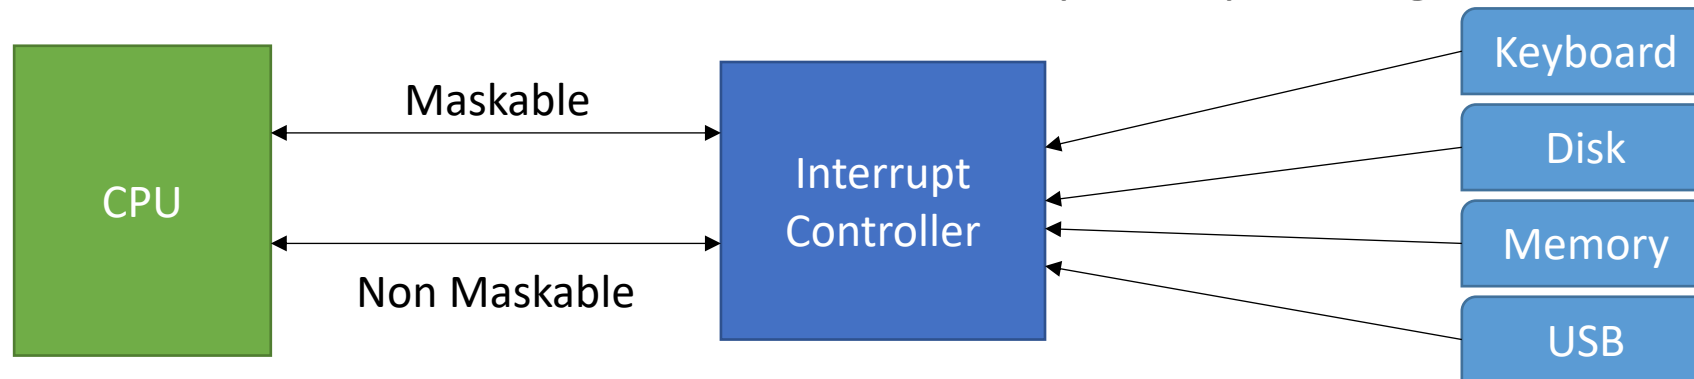 Keyboard
Maskable
Disk
Interrupt
Controller
CPU
Memory
Non Maskable
USB